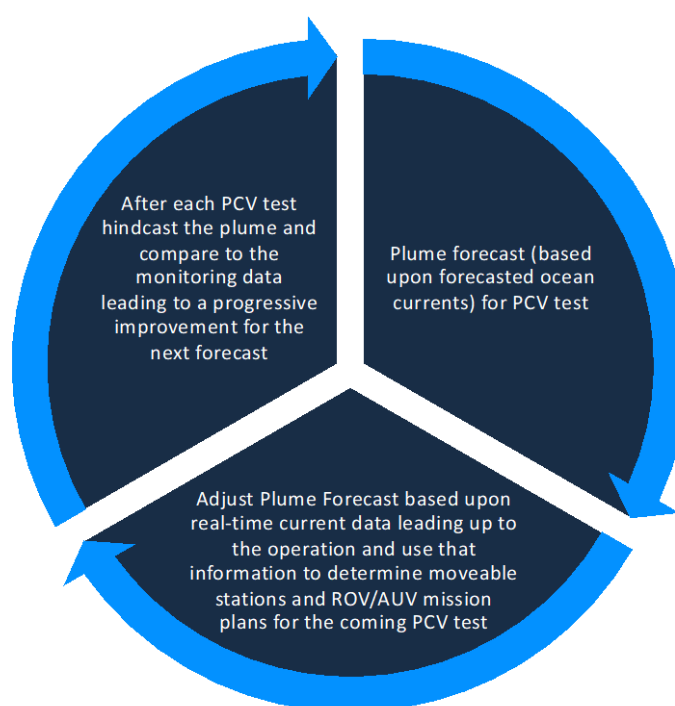 After each PCV test
hindcast the plume and
compare to the
monitoring data
leading to a progressive
improvement for the
next forecast
Plume forecast (based
upon forecasted ocean
currents) for PCV test
Adjust Plume Forecast based upon
real-time current data leading up to
the operation and use that
information to determine moveable
stations and ROV/AUV mission
plans for the coming PCV test